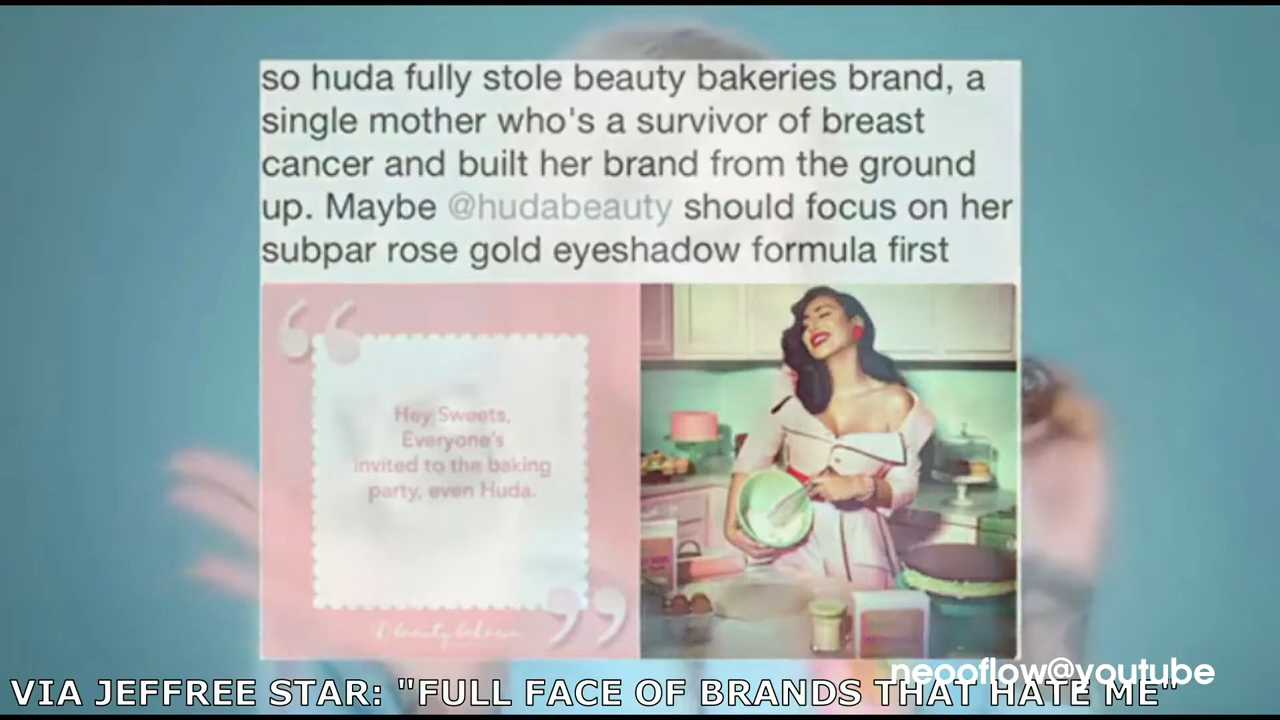 so huda fully stole beauty bakeries brand, a
single mother who's a survivor of breast
cancer and built her brand from the ground
up. Maybe @hudabeauty should focus on her
subpar rose gold eyeshadow formula first
Hey Sweets,
Everyone's
invited to the baking
party, even Huda.
neooflow@youtube
VIA JEFFREE STAR: "FULL FACE OF BRANDS THAT HATE ME"